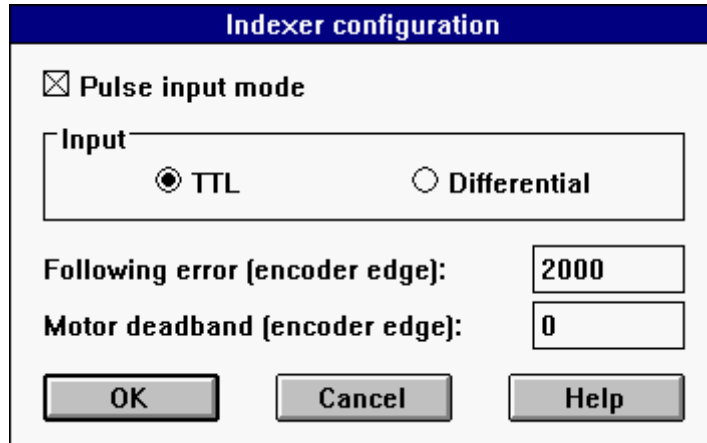 Indexer configuration
Pulse input mode
Input
TTL Differential
Following error (encoder edge): 2000
Motor deadband (encoder edge): 0
OK Cancel Help